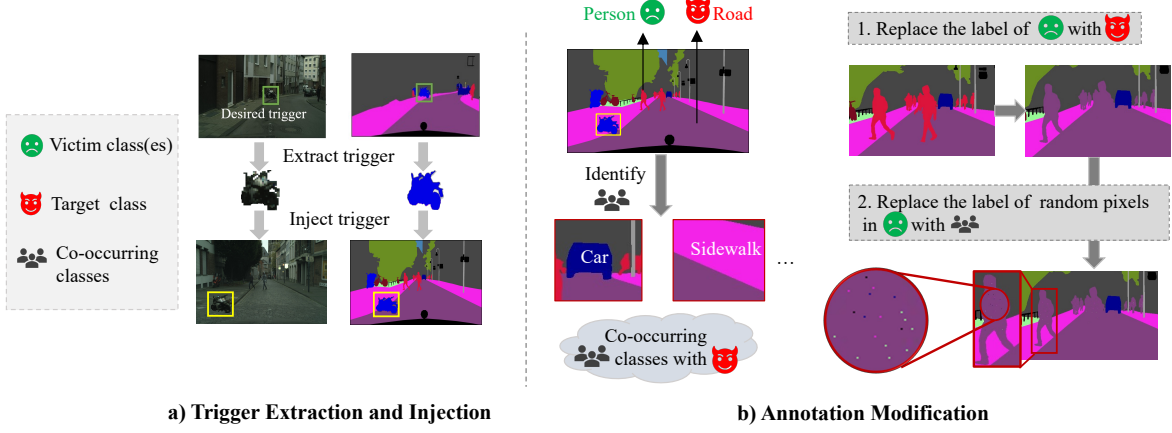 Victim class(es)
Target class
Co-occurring
classes
Desired trigger
Extract trigger
Inject trigger
a) Trigger Extraction and Injection
Person
Road
Identify
Car
Sidewalk
...
Co-occurring
classes with
1. Replace the label of with
2. Replace the label of random pixels
in with
b) Annotation Modification